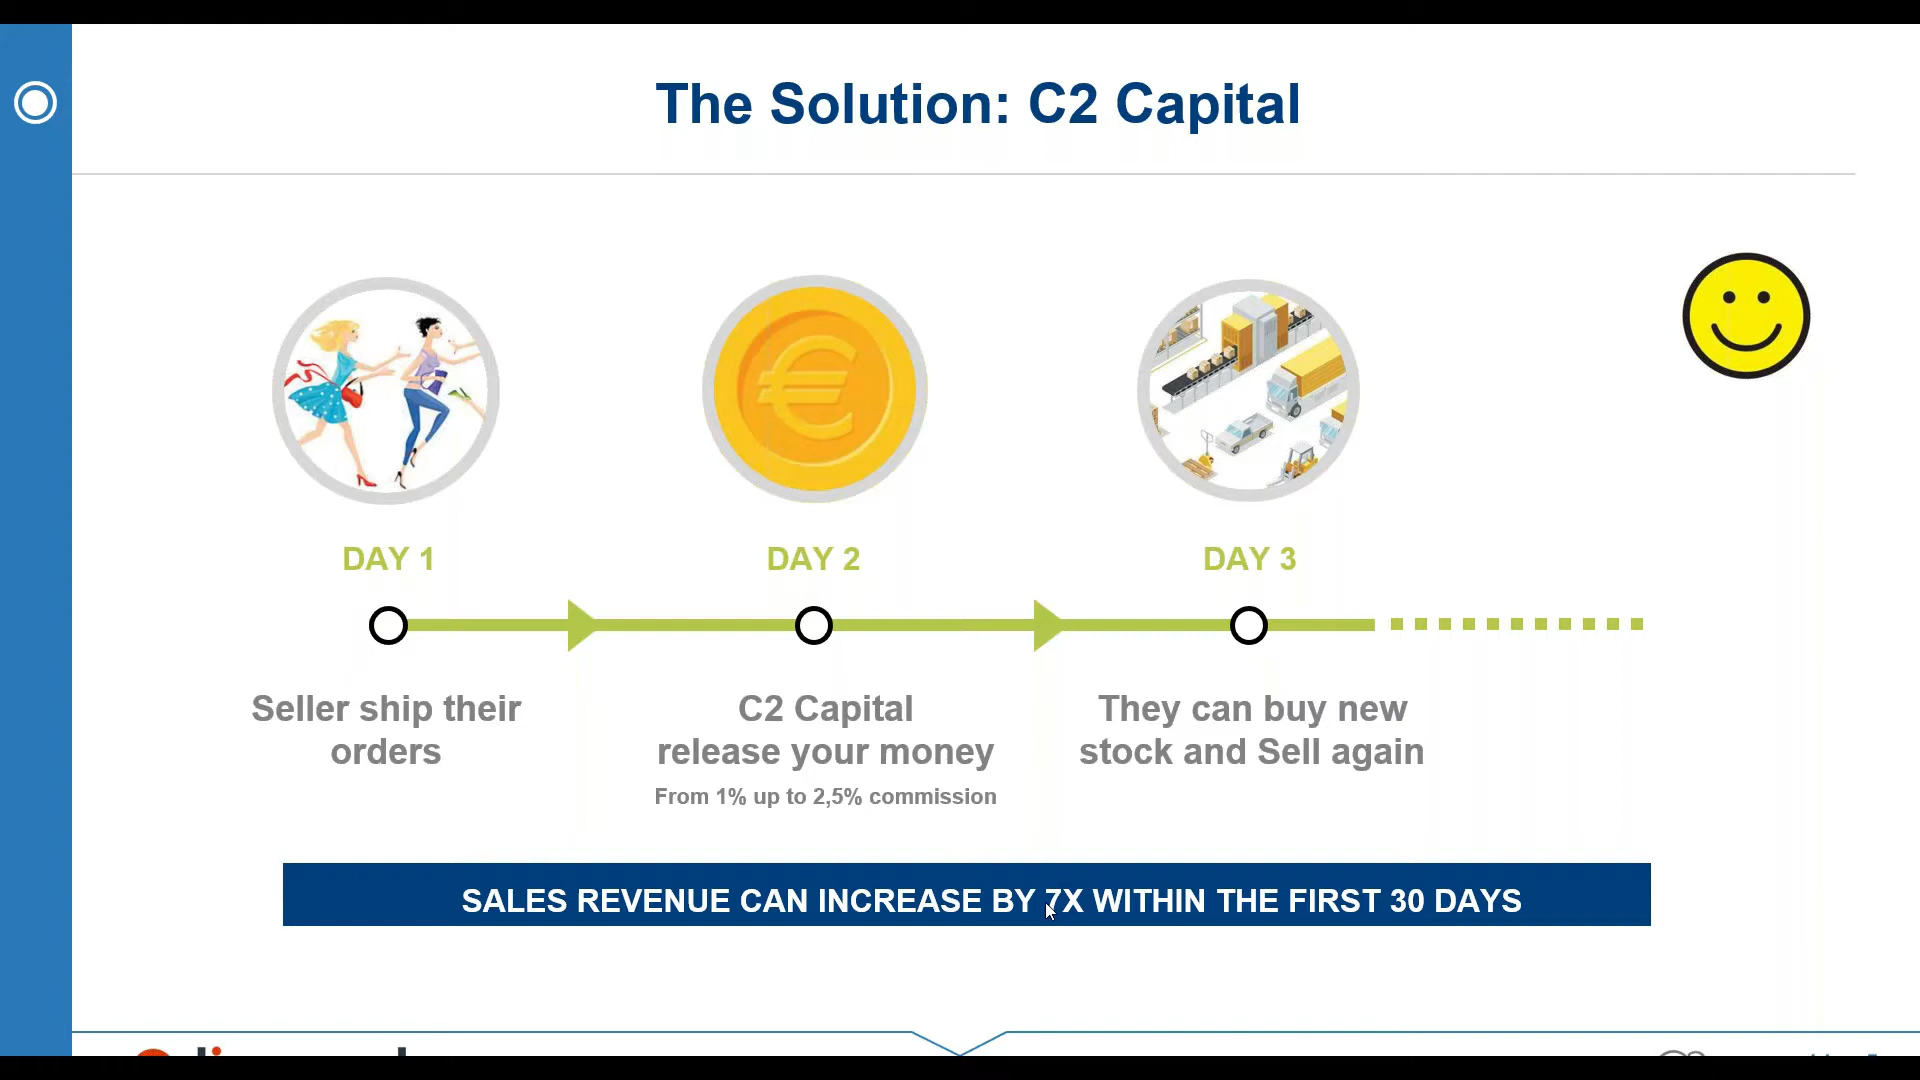 The Solution: C2 Capital
DAY 1
DAY 2
DAY 3
Seller ship their
orders
C2 Capital
release your money
From 1% up to 2,5% commission
They can buy new
stock and Sell again
SALES REVENUE CAN INCREASE BY 7X WITHIN THE FIRST 30 DAYS